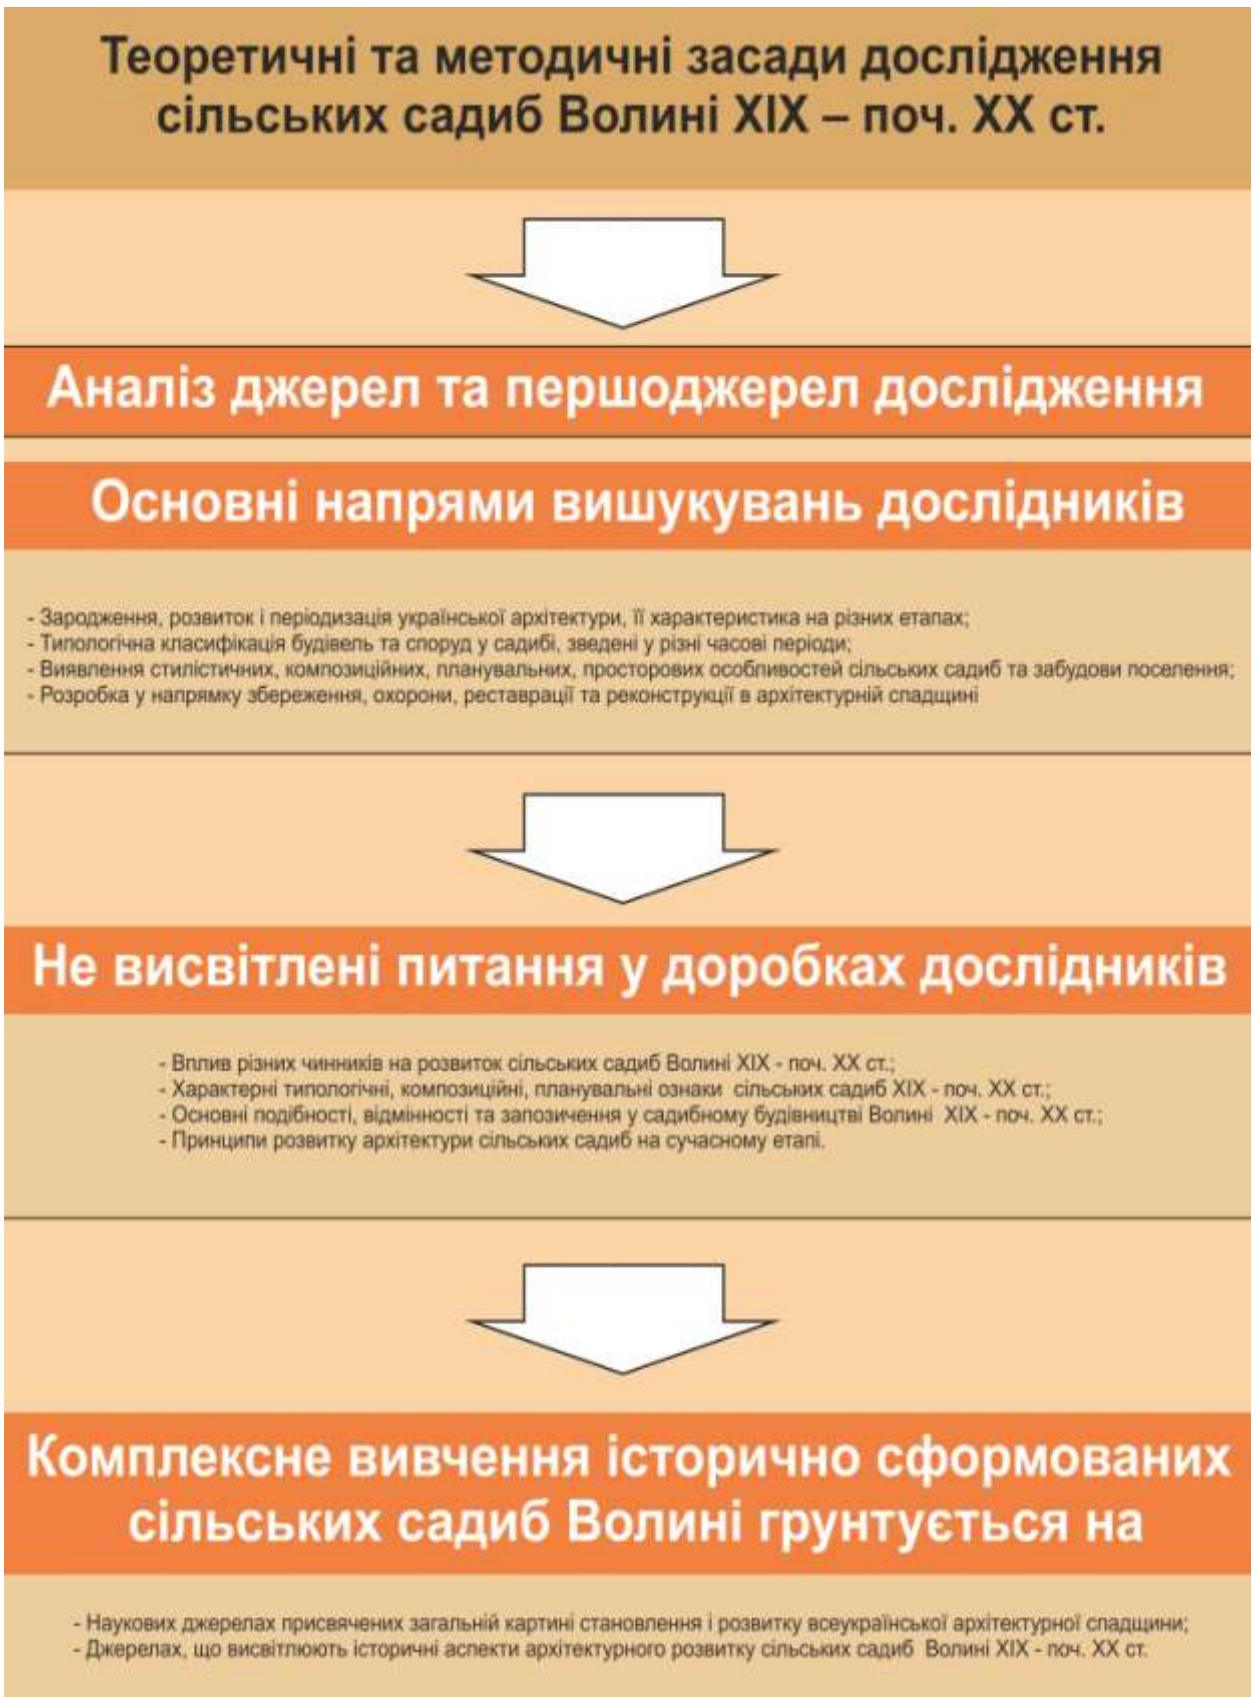 Теоретичні та методичні засади дослідження
сільських садиб Волині XIX – поч. XX ст.
Аналіз джерел та першоджерел дослідження
Основні напрями вишукувань дослідників
- Зародження, розвиток і періодизація української архітектури, її характеристика на різних етапах;
- Типологічна класифікація будівель та споруд у садибі, зведені у різні часові періоди;
- Виявлення стилістичних, композиційних, планувальних, просторових особливостей сільських садиб та забудови поселення;
- Розробка у напрямку збереження, охорони, реставрації та реконструкції в архітектурній спадщині
Не висвітлені питання у доробках дослідників
- Вплив різних чинників на розвиток сільських садиб Волині XIX - поч. XX ст.;
- Характерні типологічні, композиційні, планувальні ознаки сільських садиб XIX - поч. XX ст.;
- Основні подібності, відмінності та запозичення у садибному будівництві Волині XIX - поч. XX ст.;
- Принципи розвитку архітектури сільських садиб на сучасному етапі.
Комплексне вивчення історично сформованих
сільських садиб Волині грунтується на
- Наукових джерелах присвячених загальній картині становлення і розвитку всеукраїнської архітектурної спадщини;
- Джерелах, що висвітлюють історичні аспекти архітектурного розвитку сільських садиб Волині XIX - поч. XX ст.